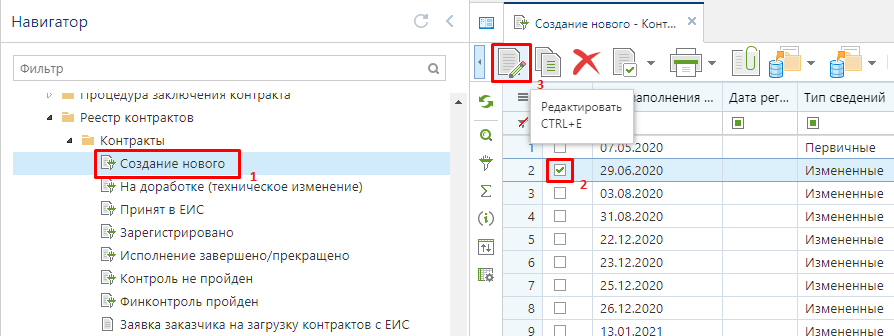 Навигатор
Фильтр
Процедура заключения контракта
Реестр контрактов
Контракты
Создание нового
1
На доработке (техническое изменение)
Принят в ЕИС
Зарегистрировано
Исполнение завершено/прекращено
Контроль не пройден
Финконтроль пройден
Заявка заказчика на загрузку контрактов с ЕИС
Создание нового - Конт...
3
Редактировать
CTRL+E
аполнения ... Дата рег... Тип сведений
1 07.05.2020 Первичные
2 29.06.2020 Измененные
2
3 03.08.2020 Измененные
4 31.08.2020 Измененные
5 22.12.2020 Измененные
6 23.12.2020 Измененные
7 25.12.2020 Измененные
8 26.12.2020 Измененные
9 13.01.2021 Измененные